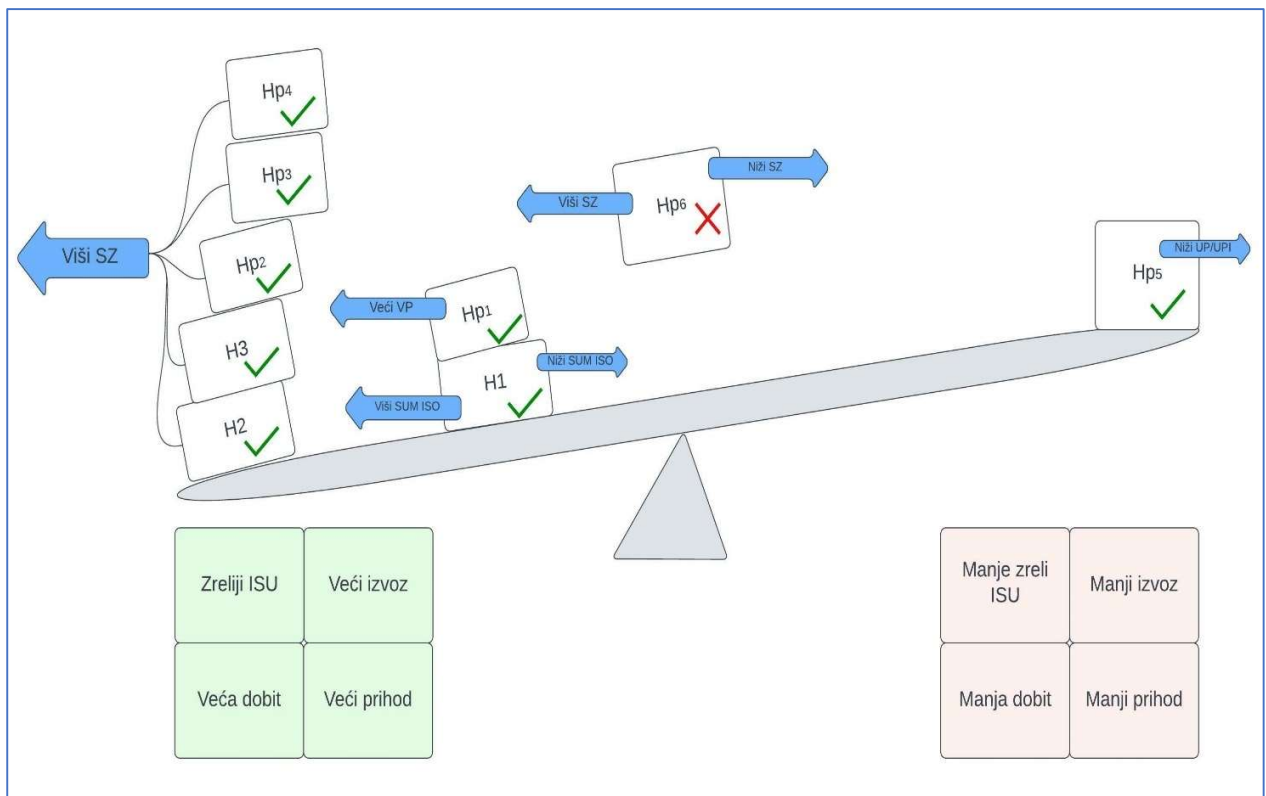 Hp4
Hp3
Niži SZ
Viši SZ
Hp6
Viši SZ
Hp2
Niži UP/UPI
Hp5
Veći VP
Hp1
H3
Niži SUM ISO
H1
Viši SUM ISO
H2
Zreliji ISU
Veći izvoz
Veća dobit
Veći prihod
Manje zreli
ISU
Manji izvoz
Manja dobit
Manji prihod